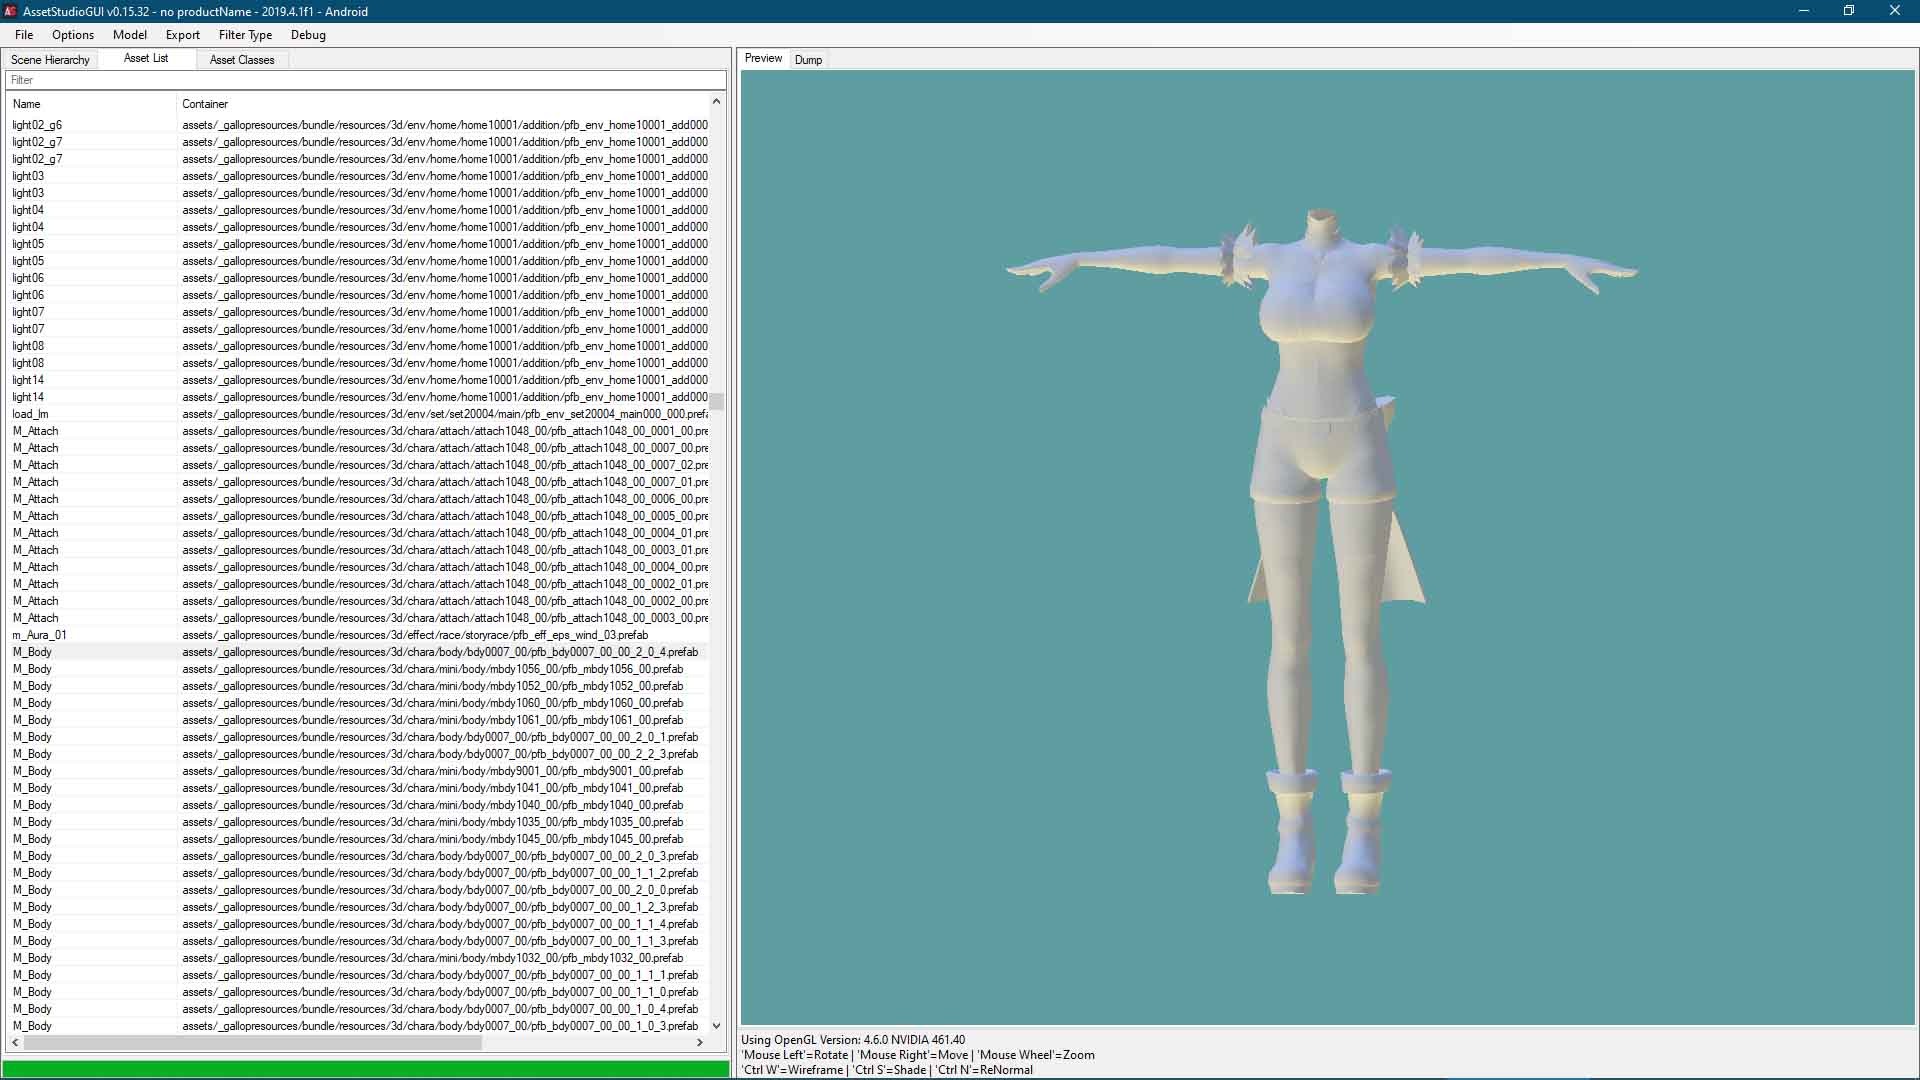 AssetStudioGUI v0.15.32 - no productName - 2019.4.1f1 - Android
File Options Model Export Filter Type Debug
Scene Hierarchy Asset List Asset Classes
Filter
Name Container
light02_g6 assets/_gallopresources/bundle/resources/3d/env/home/home10001/addition/pfb_env_home10001_add000
light02_g7 assets/_gallopresources/bundle/resources/3d/env/home/home10001/addition/pfb_env_home10001_add000
light02_g7 assets/_gallopresources/bundle/resources/3d/env/home/home10001/addition/pfb_env_home10001_add000
light03 assets/_gallopresources/bundle/resources/3d/env/home/home10001/addition/pfb_env_home10001_add000
light03 assets/_gallopresources/bundle/resources/3d/env/home/home10001/addition/pfb_env_home10001_add000
light04 assets/_gallopresources/bundle/resources/3d/env/home/home10001/addition/pfb_env_home10001_add000
light04 assets/_gallopresources/bundle/resources/3d/env/home/home10001/addition/pfb_env_home10001_add000
light05 assets/_gallopresources/bundle/resources/3d/env/home/home10001/addition/pfb_env_home10001_add000
light05 assets/_gallopresources/bundle/resources/3d/env/home/home10001/addition/pfb_env_home10001_add000
light06 assets/_gallopresources/bundle/resources/3d/env/home/home10001/addition/pfb_env_home10001_add000
light06 assets/_gallopresources/bundle/resources/3d/env/home/home10001/addition/pfb_env_home10001_add000
light07 assets/_gallopresources/bundle/resources/3d/env/home/home10001/addition/pfb_env_home10001_add000
light07 assets/_gallopresources/bundle/resources/3d/env/home/home10001/addition/pfb_env_home10001_add000
light08 assets/_gallopresources/bundle/resources/3d/env/home/home10001/addition/pfb_env_home10001_add000
light08 assets/_gallopresources/bundle/resources/3d/env/home/home10001/addition/pfb_env_home10001_add000
light14 assets/_gallopresources/bundle/resources/3d/env/home/home10001/addition/pfb_env_home10001_add000
light14 assets/_gallopresources/bundle/resources/3d/env/home/home10001/addition/pfb_env_home10001_add000
load_lm assets/_gallopresources/bundle/resources/3d/env/set/set20004/main/pfb_env_set20004_main000_000.prefa
M_Attach assets/_gallopresources/bundle/resources/3d/chara/attach/attach1048_00/pfb_attach1048_00_0001_00.pre
M_Attach assets/_gallopresources/bundle/resources/3d/chara/attach/attach1048_00/pfb_attach1048_00_0007_00.pre
M_Attach assets/_gallopresources/bundle/resources/3d/chara/attach/attach1048_00/pfb_attach1048_00_0007_02.pre
M_Attach assets/_gallopresources/bundle/resources/3d/chara/attach/attach1048_00/pfb_attach1048_00_0007_01.pre
M_Attach assets/_gallopresources/bundle/resources/3d/chara/attach/attach1048_00/pfb_attach1048_00_0006_00.pre
M_Attach assets/_gallopresources/bundle/resources/3d/chara/attach/attach1048_00/pfb_attach1048_00_0005_00.pre
M_Attach assets/_gallopresources/bundle/resources/3d/chara/attach/attach1048_00/pfb_attach1048_00_0004_01.pre
M_Attach assets/_gallopresources/bundle/resources/3d/chara/attach/attach1048_00/pfb_attach1048_00_0003_01.pre
M_Attach assets/_gallopresources/bundle/resources/3d/chara/attach/attach1048_00/pfb_attach1048_00_0004_00.pre
M_Attach assets/_gallopresources/bundle/resources/3d/chara/attach/attach1048_00/pfb_attach1048_00_0002_01.pre
M_Attach assets/_gallopresources/bundle/resources/3d/chara/attach/attach1048_00/pfb_attach1048_00_0002_00.pre
M_Attach assets/_gallopresources/bundle/resources/3d/chara/attach/attach1048_00/pfb_attach1048_00_0003_00.pre
m_Aura_01 assets/_gallopresources/bundle/resources/3d/effect/race/storyrace/pfb_eff_eps_wind_03.prefab
M_Body assets/_gallopresources/bundle/resources/3d/chara/body/bdy0007_00/pfb_bdy0007_00_00_2_0_4.prefab
M_Body assets/_gallopresources/bundle/resources/3d/chara/mini/body/mbdy1056_00/pfb_mbdy1056_00.prefab
M_Body assets/_gallopresources/bundle/resources/3d/chara/mini/body/mbdy1052_00/pfb_mbdy1052_00.prefab
M_Body assets/_gallopresources/bundle/resources/3d/chara/mini/body/mbdy1060_00/pfb_mbdy1060_00.prefab
M_Body assets/_gallopresources/bundle/resources/3d/chara/mini/body/mbdy1061_00/pfb_mbdy1061_00.prefab
M_Body assets/_gallopresources/bundle/resources/3d/chara/body/bdy0007_00/pfb_bdy0007_00_00_2_0_1.prefab
M_Body assets/_gallopresources/bundle/resources/3d/chara/body/bdy0007_00/pfb_bdy0007_00_00_2_2_3.prefab
M_Body assets/_gallopresources/bundle/resources/3d/chara/mini/body/mbdy9001_00/pfb_mbdy9001_00.prefab
M_Body assets/_gallopresources/bundle/resources/3d/chara/mini/body/mbdy1041_00/pfb_mbdy1041_00.prefab
M_Body assets/_gallopresources/bundle/resources/3d/chara/mini/body/mbdy1040_00/pfb_mbdy1040_00.prefab
M_Body assets/_gallopresources/bundle/resources/3d/chara/mini/body/mbdy1035_00/pfb_mbdy1035_00.prefab
M_Body assets/_gallopresources/bundle/resources/3d/chara/mini/body/mbdy1045_00/pfb_mbdy1045_00.prefab
M_Body assets/_gallopresources/bundle/resources/3d/chara/body/bdy0007_00/pfb_bdy0007_00_00_2_0_3.prefab
M_Body assets/_gallopresources/bundle/resources/3d/chara/body/bdy0007_00/pfb_bdy0007_00_00_1_1_2.prefab
M_Body assets/_gallopresources/bundle/resources/3d/chara/body/bdy0007_00/pfb_bdy0007_00_00_2_0_0.prefab
M_Body assets/_gallopresources/bundle/resources/3d/chara/body/bdy0007_00/pfb_bdy0007_00_00_1_2_3.prefab
M_Body assets/_gallopresources/bundle/resources/3d/chara/body/bdy0007_00/pfb_bdy0007_00_00_1_1_4.prefab
M_Body assets/_gallopresources/bundle/resources/3d/chara/body/bdy0007_00/pfb_bdy0007_00_00_1_1_3.prefab
M_Body assets/_gallopresources/bundle/resources/3d/chara/mini/body/mbdy1032_00/pfb_mbdy1032_00.prefab
M_Body assets/_gallopresources/bundle/resources/3d/chara/body/bdy0007_00/pfb_bdy0007_00_00_1_1_1.prefab
M_Body assets/_gallopresources/bundle/resources/3d/chara/body/bdy0007_00/pfb_bdy0007_00_00_1_1_0.prefab
M_Body assets/_gallopresources/bundle/resources/3d/chara/body/bdy0007_00/pfb_bdy0007_00_00_1_0_4.prefab
M_Body assets/_gallopresources/bundle/resources/3d/chara/body/bdy0007_00/pfb_bdy0007_00_00_1_0_3.prefab
Preview Dump
Using OpenGL Version: 4.6.0 NVIDIA 461.40
'Mouse Left'=Rotate | 'Mouse Right'=Move | 'Mouse Wheel'=Zoom
'Ctrl W'=Wireframe | 'Ctrl S'=Shade | 'Ctrl N'=ReNormal